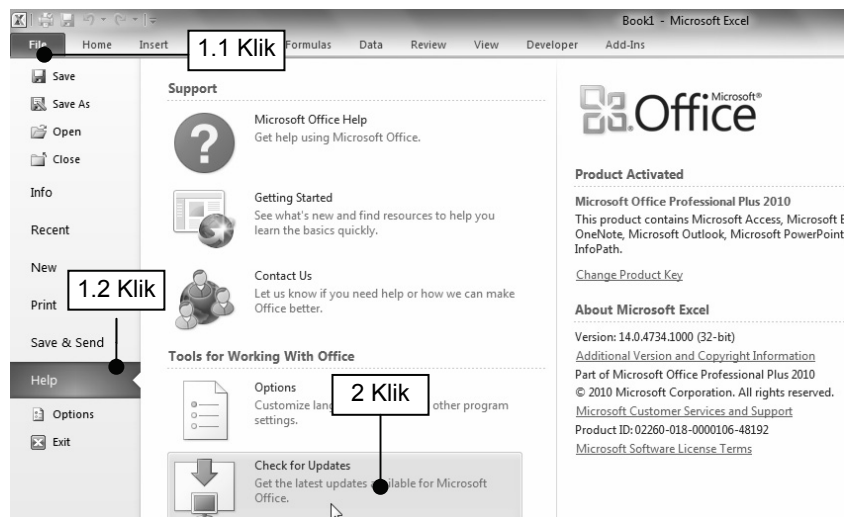 Book1 - Microsoft Excel
File Home Insert Formulas Data Review View Developer Add-Ins
1.1 Klik
Save
Save As
Open
Close
Info
Recent
New
Print
1.2 Klik
Save & Send
Help
Options
Exit
Support
Microsoft Office Help
Get help using Microsoft Office.
Getting Started
See what's new and find resources to help you
learn the basics quickly.
Contact Us
Let us know if you need help or how we can make
Office better.
Tools for Working With Office
Options
Customize other program
settings.
2 Klik
Check for Updates
Get the latest updates available for Microsoft
Office.
Microsoft®
Office
Product Activated
Microsoft Office Professional Plus 2010
This product contains Microsoft Access, Microsoft E
OneNote, Microsoft Outlook, Microsoft PowerPoint
InfoPath.
Change Product Key
About Microsoft Excel
Version: 14.0.4734.1000 (32-bit)
Additional Version and Copyright Information
Part of Microsoft Office Professional Plus 2010
© 2010 Microsoft Corporation. All rights reserved.
Microsoft Customer Services and Support
Product ID: 02260-018-0000106-48192
Microsoft Software License Terms